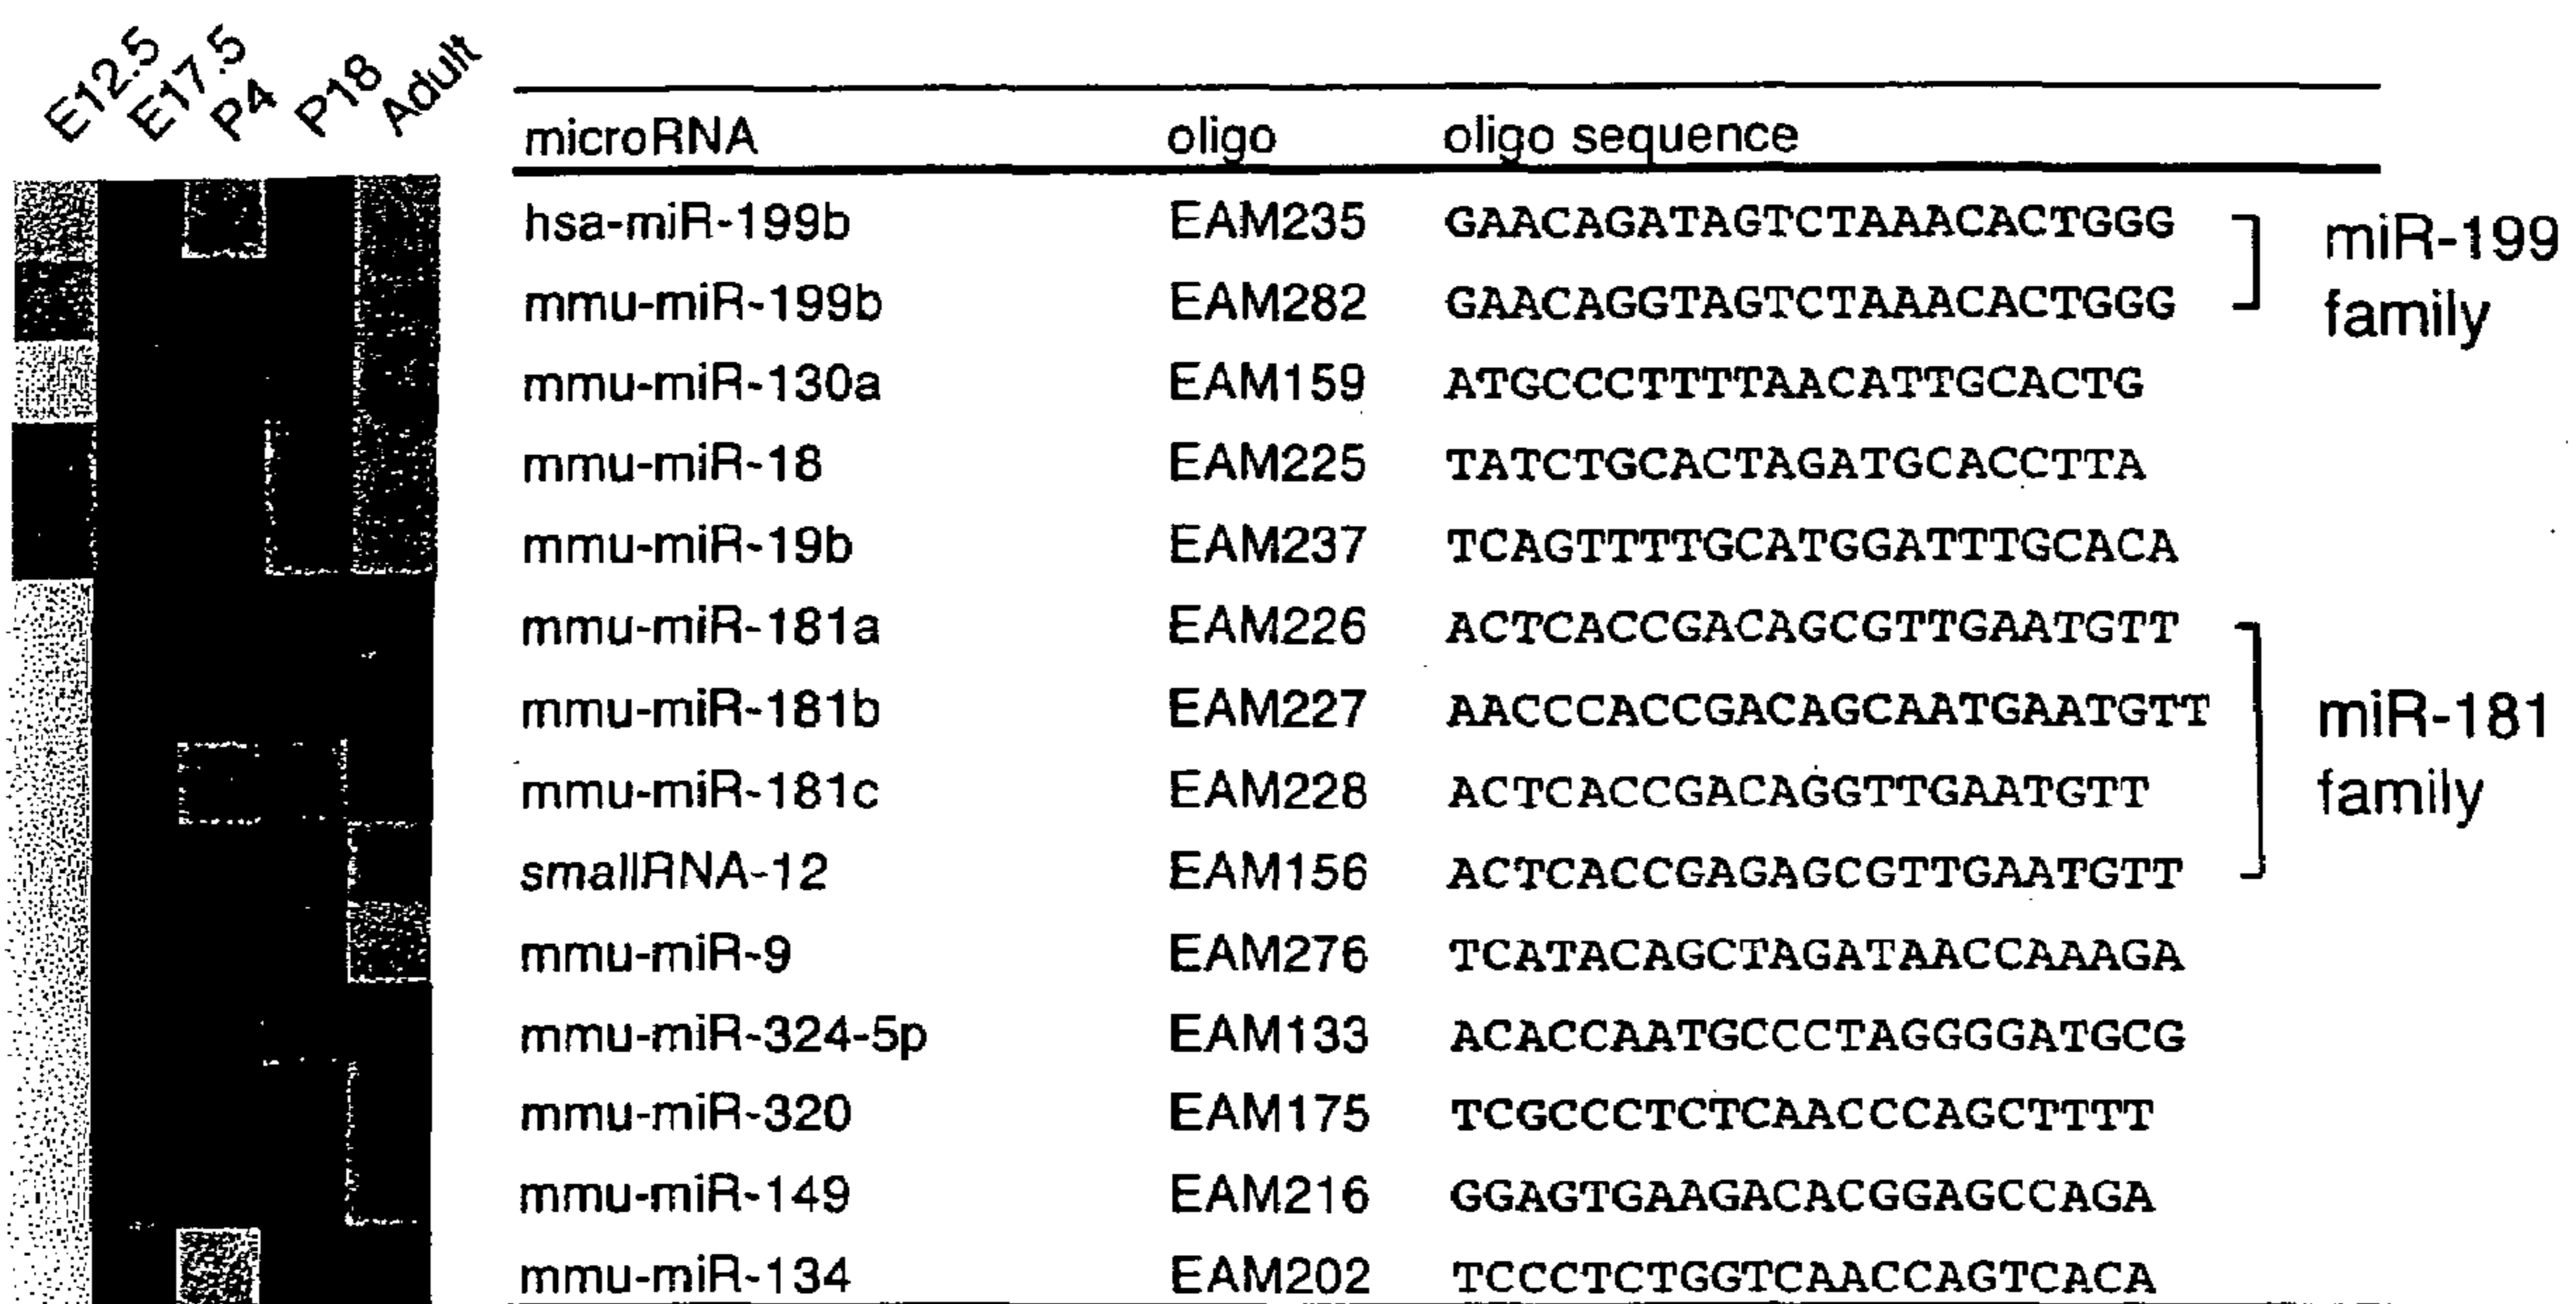 E12.5 E17.5 P4 P18 Adult
microRNA oligo oligo sequence
hsa-miR-199b EAM235 GAACAGATAGTCTAAACACTGGG
mmu-miR-199b EAM282 GAACAGGTAGTCTAAACACTGGG
miR-199
family
mmu-miR-130a EAM159 ATGCCCTTTTAACATTGCACTG
mmu-miR-18 EAM225 TATCTGCACTAGATGCACCTTA
mmu-miR-19b EAM237 TCAGTTTTGCATGGATTTGCACA
mmu-miR-181a EAM226 ACTCACCGACAGCGTTGAATGTT
mmu-miR-181b EAM227 AACCCACCGACAGCAATGAATGTT
mmu-miR-181c EAM228 ACTCACCGACAGGTTGAATGTT
smallRNA-12 EAM156 ACTCACCGAGAGCGTTGAATGTT
miR-181
family
mmu-miR-9 EAM276 TCATACAGCTAGATAACCAAAGA
mmu-miR-324-5p EAM133 ACACCAATGCCCTAGGGGATGCG
mmu-miR-320 EAM175 TCGCCCTCTCAACCCAGCTTTT
mmu-miR-149 EAM216 GGAGTGAAGACACGGAGCCAGA
mmu-miR-134 EAM202 TCCCTCTGGTCAACCAGTCACA